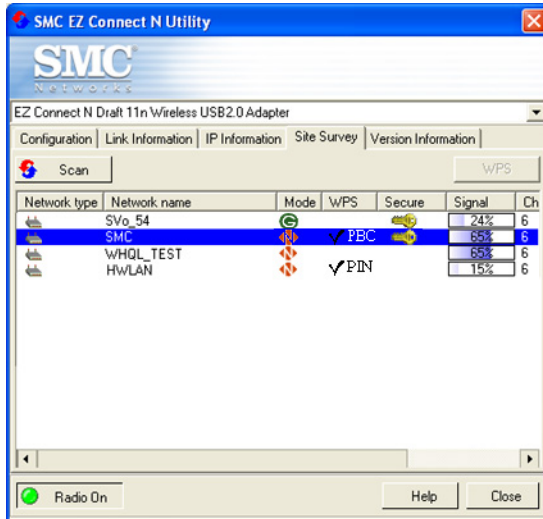 SMC EZ Connect N Utility
SMC
Networks
EZ Connect N Draft 11n Wireless USB2.0 Adapter
Configuration Link Information IP Information Site Survey Version Information
Scan WPS
Network type Network name Mode WPS Secure Signal Ch
SVo_54 G 24% 6
SMC N PBC 65% 6
WHQL_TEST N 65% 6
HWLAN N PIN 15% 6
Radio On Help Close